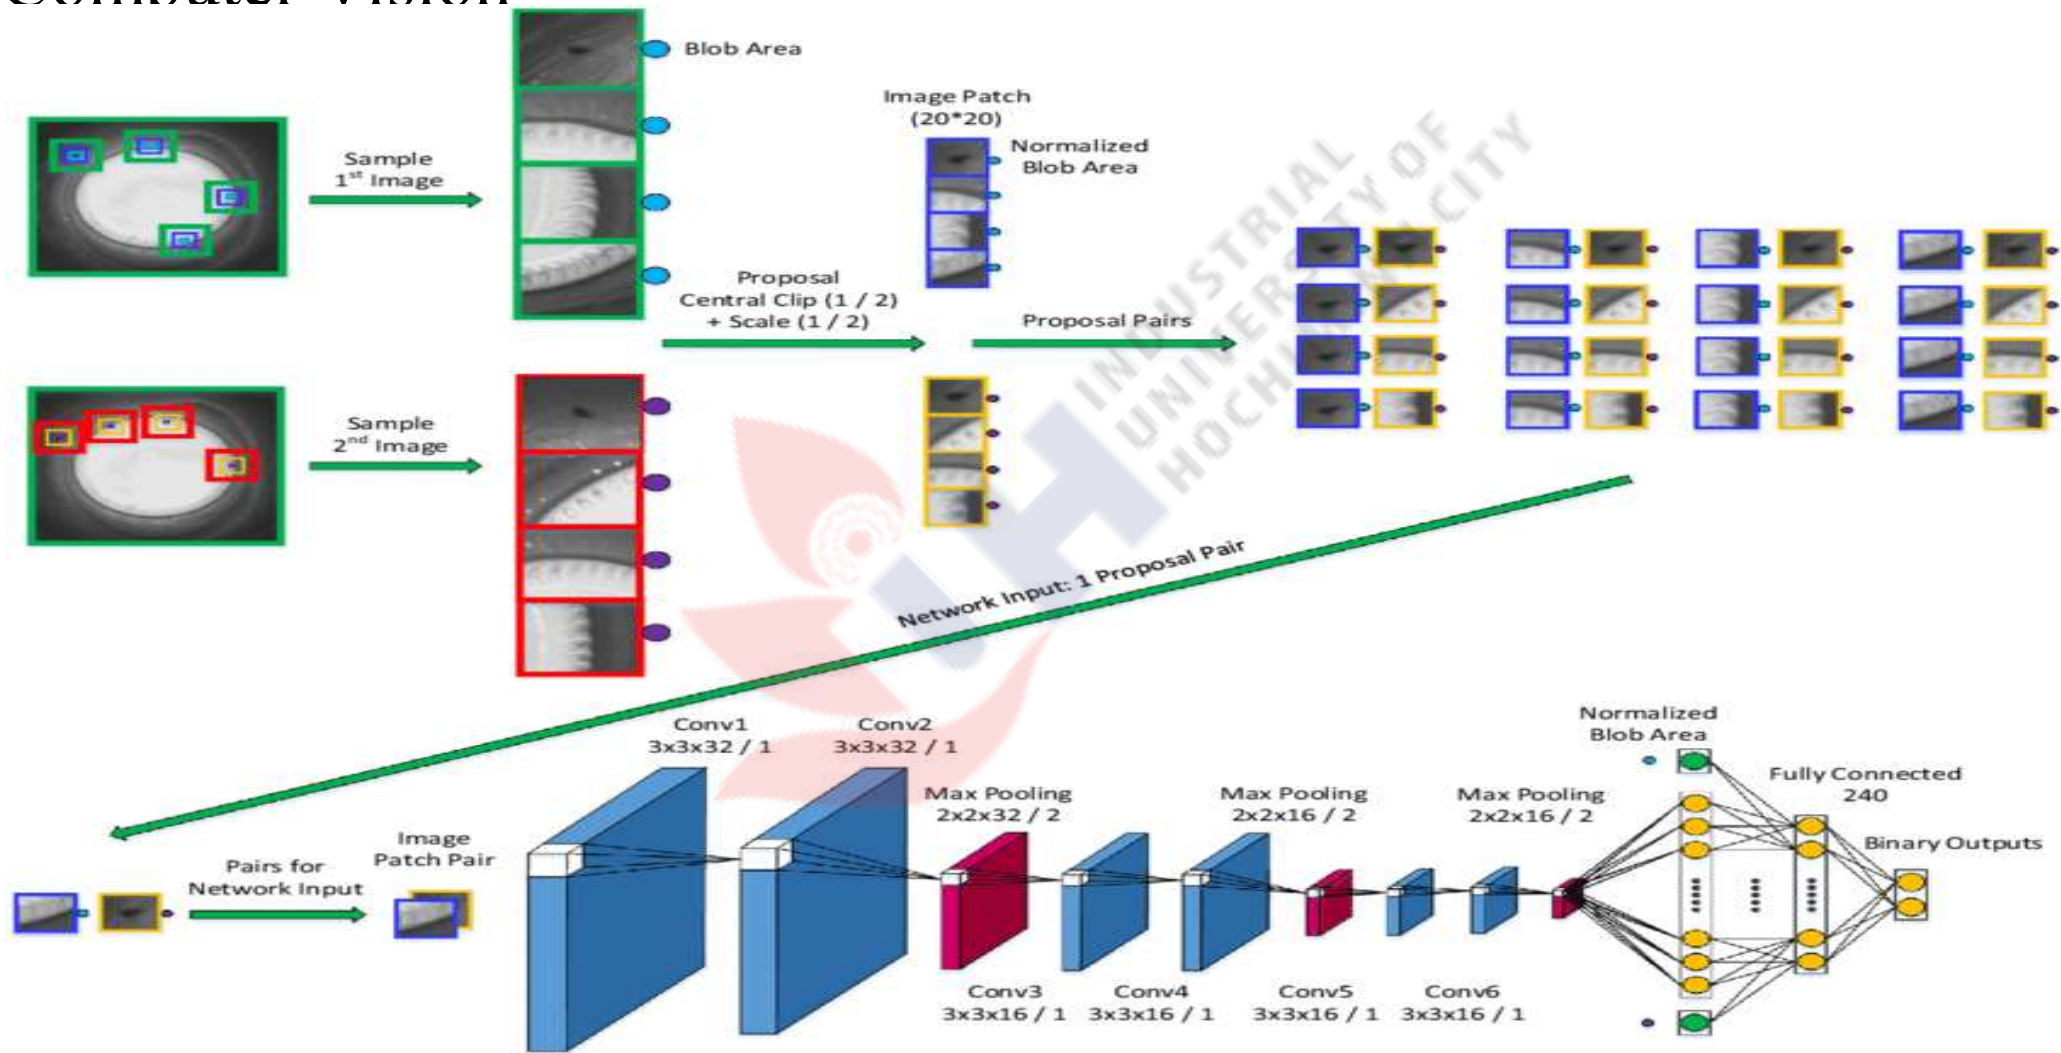 Computer Vision
Blob Area
Image Patch
(20*20)
Normalized
Blob Area
Sample
1st Image
Proposal
Central Clip (1 / 2)
+ Scale (1 / 2)
Proposal Pairs
Sample
2nd Image
INDUSTRIAL
UNIVERSITY OF
HOCHIMINH CITY
Network Input: 1 Proposal Pair
Conv1
3x3x32 / 1
Conv2
3x3x32 / 1
Max Pooling
2x2x32 / 2
Max Pooling
2x2x16 / 2
Max Pooling
2x2x16 / 2
Normalized
Blob Area
Fully Connected
240
Binary Outputs
Pairs for
Network Input
Image
Patch Pair
Conv3
3x3x16 / 1
Conv4
3x3x16 / 1
Conv5
3x3x16 / 1
Conv6
3x3x16 / 1